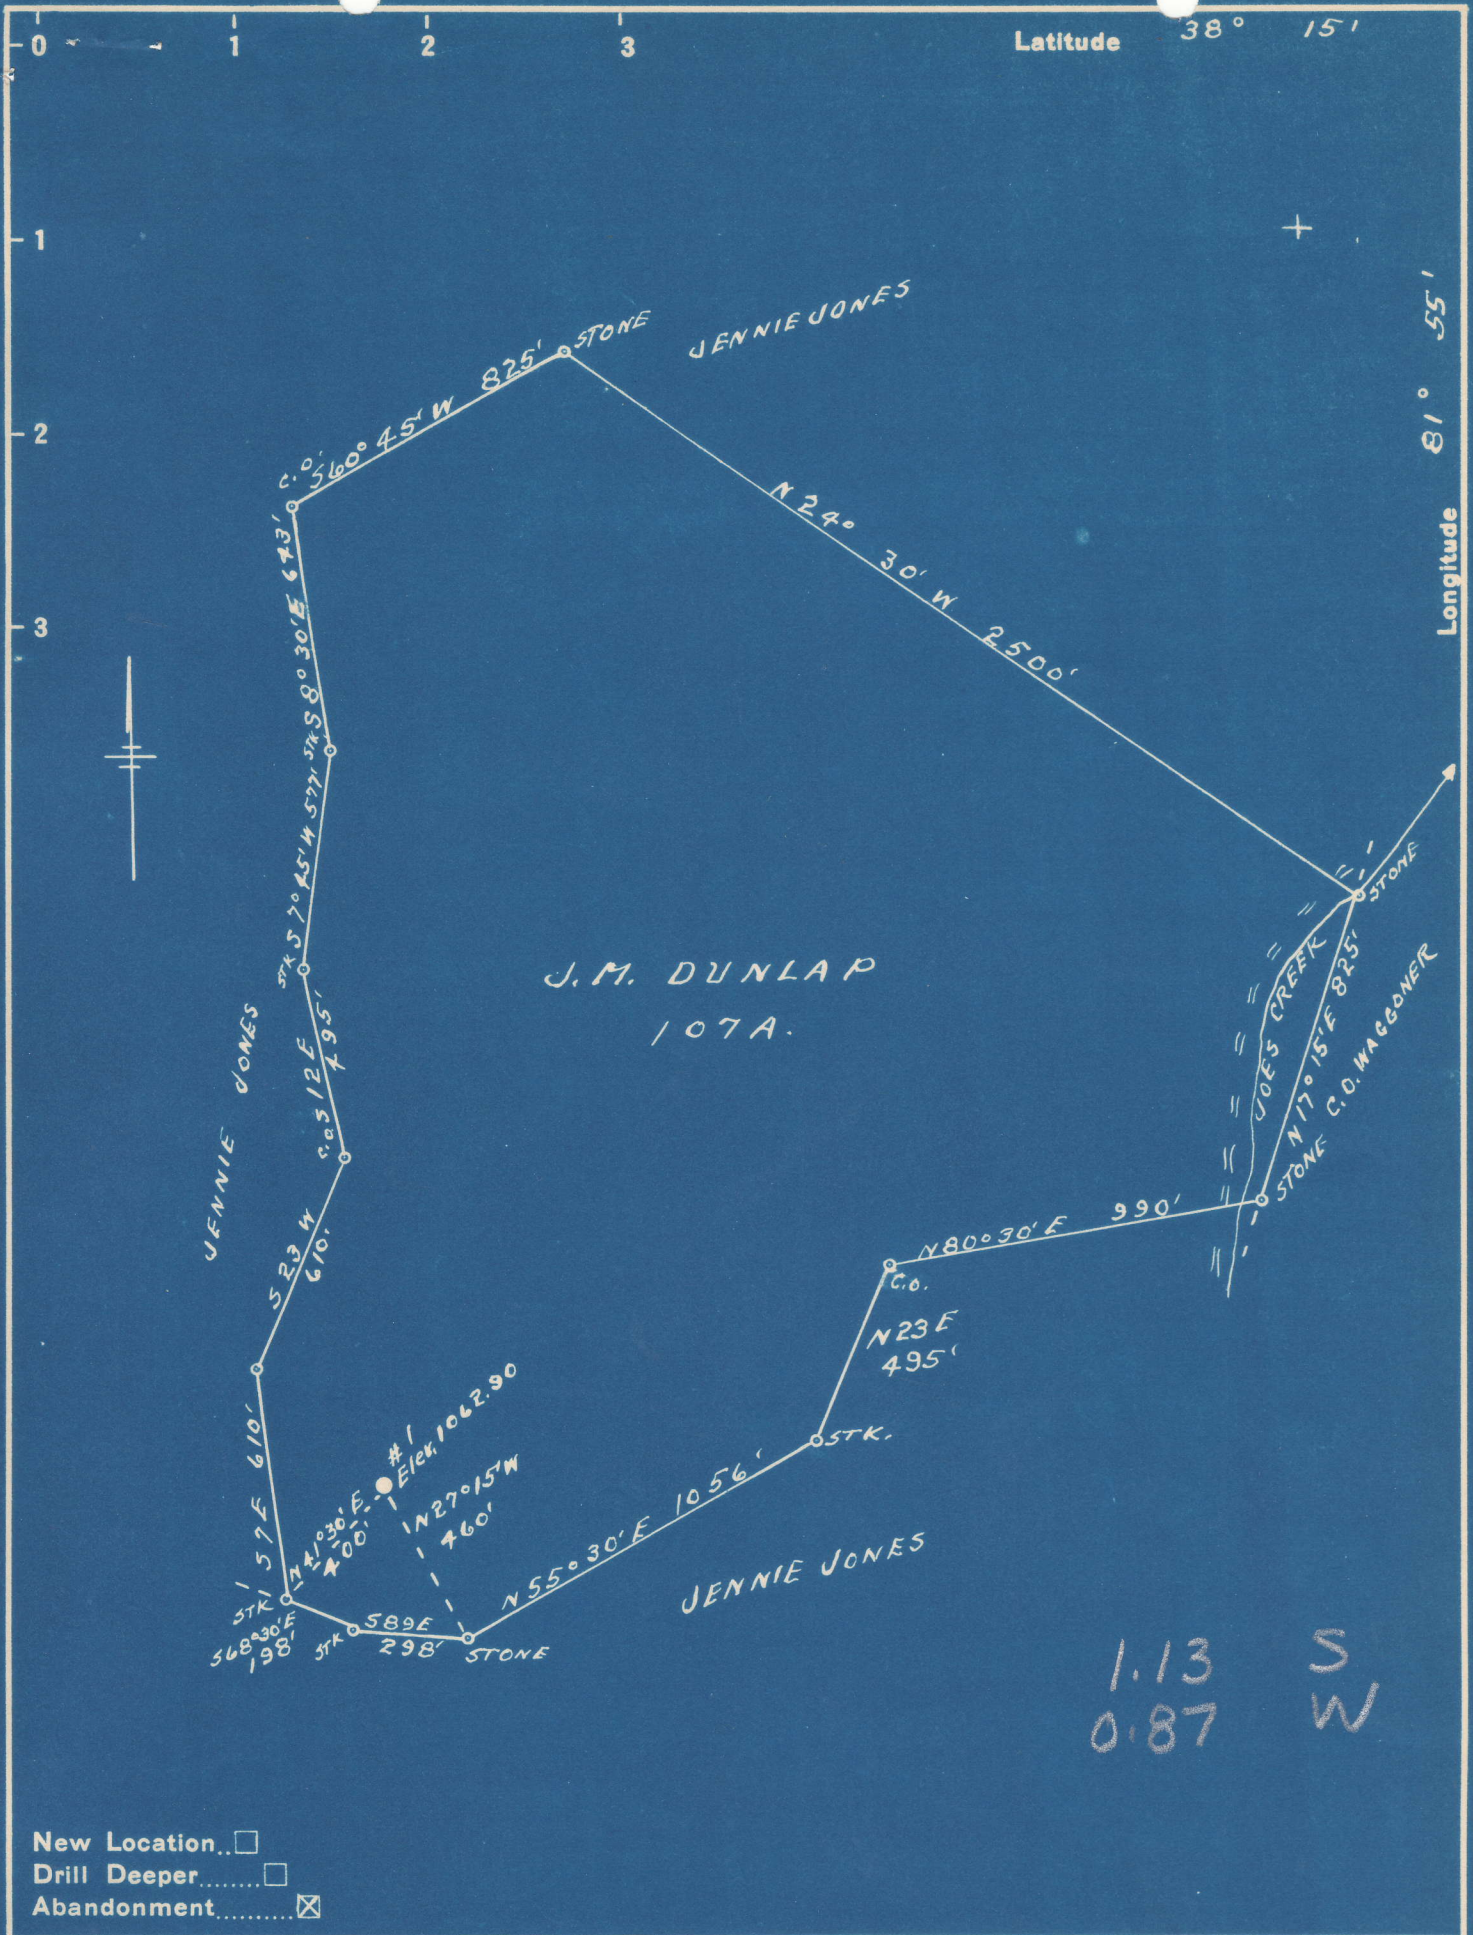 0 1 2 3 Latitude 38° 15'
1
2
3
Longitude 81° 55'
STONE
JENNIE JONES
S60° 45' W 825'
C.O.
N 24° 30' W 2500'
S 8° 30' E 643'
STK
S 7° 45' W 577'
STK
JENNIE JONES
S 12 E
495'
C.O.
S 23 W
610'
S 7 E 610'
J.M. DUNLAP
107 A.
STONE
JOES CREEK
N 17° 15' E 825'
C.O. WAGGONER
STONE
N 80° 30' E 990'
C.O.
N 23 E
495'
STK.
#1
Elev. 1062.90
N 41° 30' E
400'
N 27° 15' W
460'
N 55° 30' E 1056'
JENNIE JONES
STK
S68° 30' E
198'
STK
S89E
298'
STONE
1.13 S
0.87 W
New Location..
Drill Deeper........
Abandonment.......... ☒